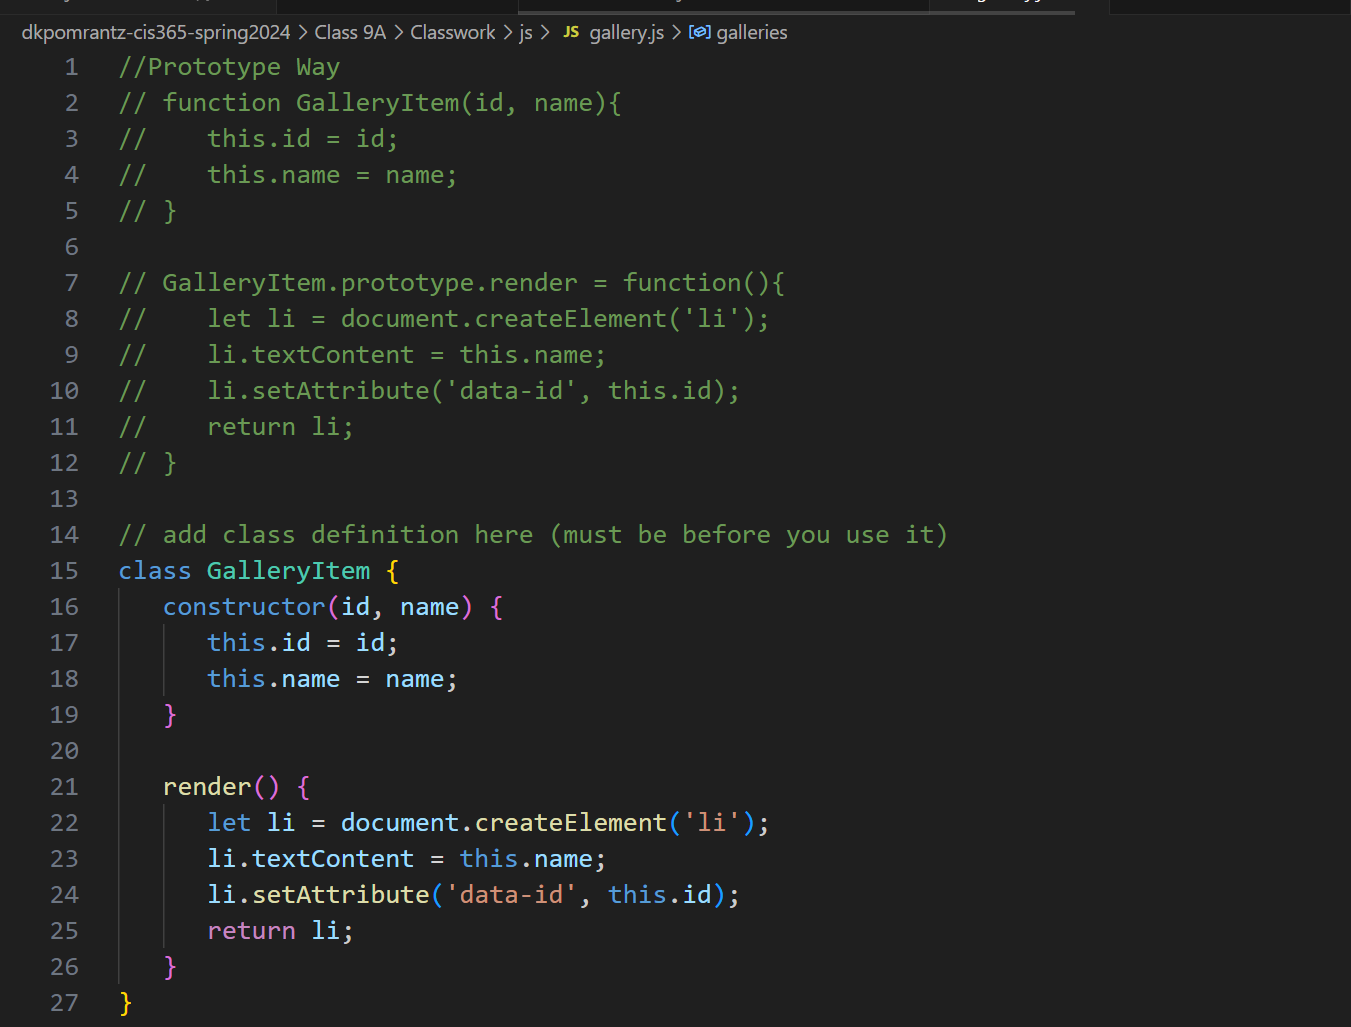 dkpomrantz-cis365-spring2024 > Class 9A > Classwork > js > JS gallery.js > galleries
1 //Prototype Way
2 // function GalleryItem(id, name){
3 //    this.id = id;
4 //    this.name = name;
5 // }
6
7 // GalleryItem.prototype.render = function(){
8 //    let li = document.createElement('li');
9 //    li.textContent = this.name;
10 //    li.setAttribute('data-id', this.id);
11 //    return li;
12 // }
13
14 // add class definition here (must be before you use it)
15 class GalleryItem {
16    constructor(id, name) {
17       this.id = id;
18       this.name = name;
19    }
20
21    render() {
22       let li = document.createElement('li');
23       li.textContent = this.name;
24       li.setAttribute('data-id', this.id);
25       return li;
26    }
27 }